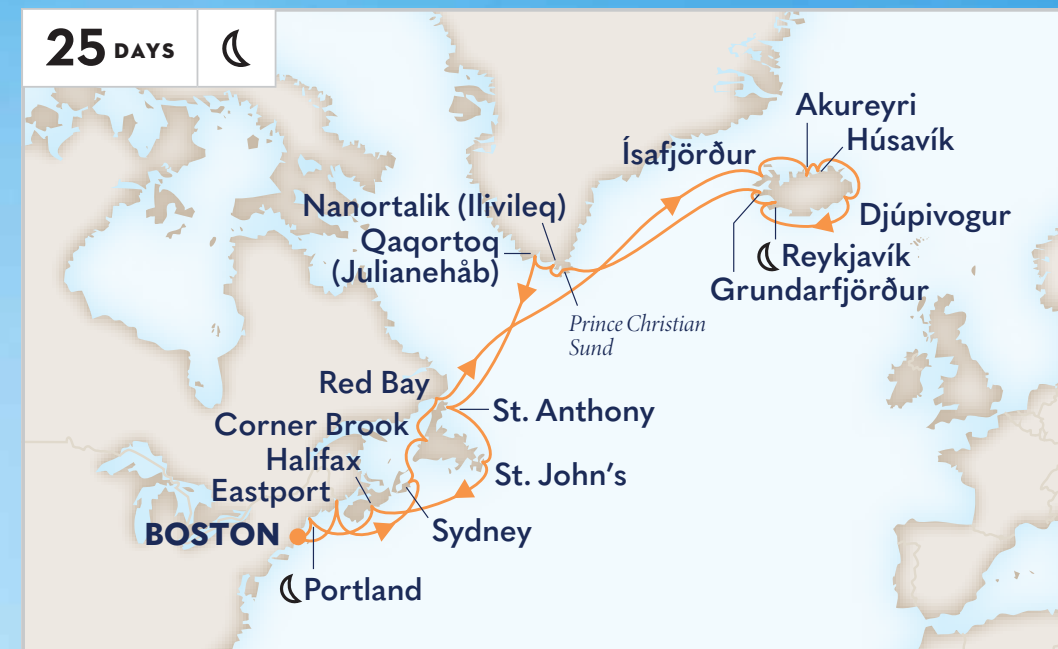 25 DAYS
Akureyri
Húsavík
Ísafjörður
Nanortalik (Ilivileq)
Djúpivogur
Qaqortoq
(Julianehåb)
Reykjavík
Grundarfjörður
Prince Christian
Sund
Red Bay
St. Anthony
Corner Brook
Halifax
St. John's
Eastport
BOSTON
Sydney
Portland